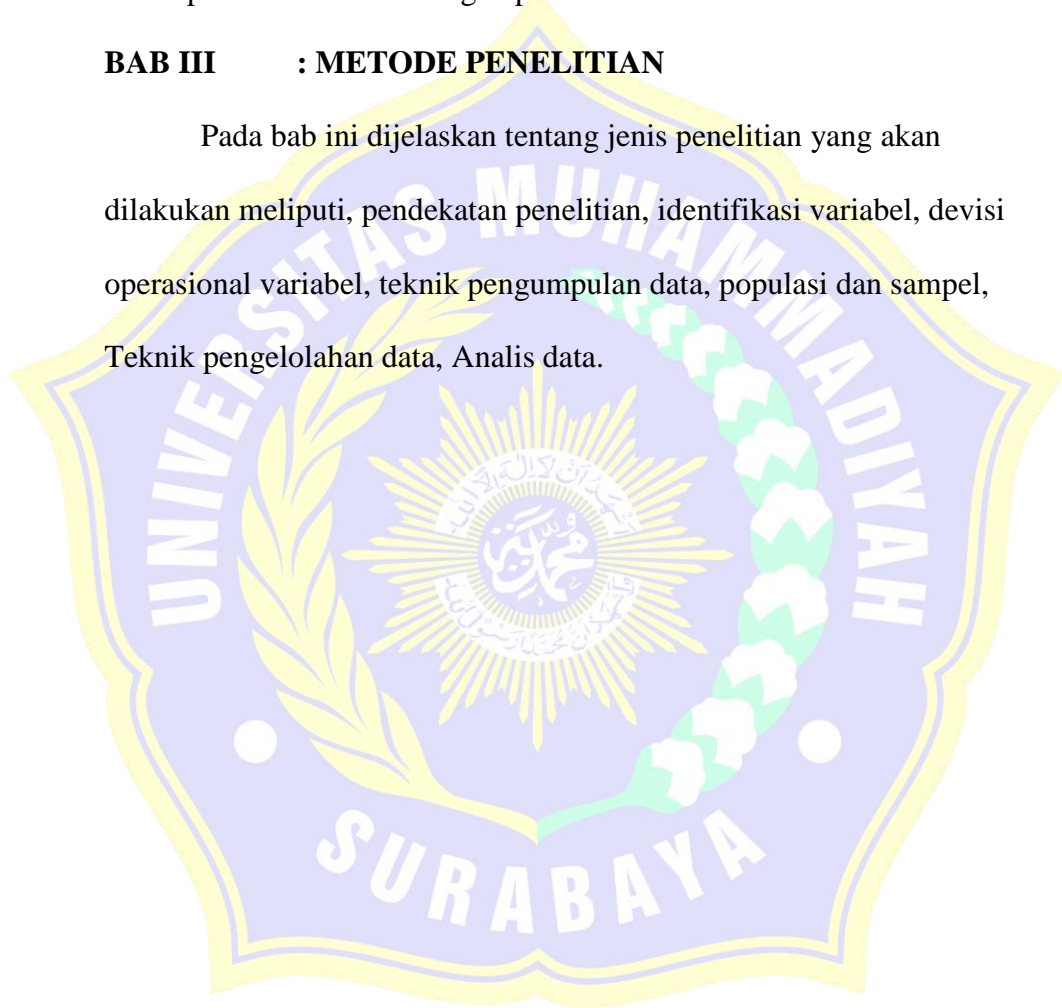 BAB III : METODE PENELITIAN
Pada bab ini dijelaskan tentang jenis penelitian yang akan
dilakukan meliputi, pendekatan penelitian, identifikasi variabel, devisi
operasional variabel, teknik pengumpulan data, populasi dan sampel,
Teknik pengelolahan data, Analis data.
UNIVERSITAS MUHAMMADIYAH
محمد
SURABAYA